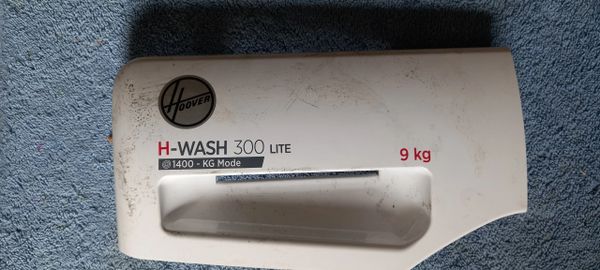 HOOVER
H-WASH 300 LITE
@1400 - KG Mode
9 kg